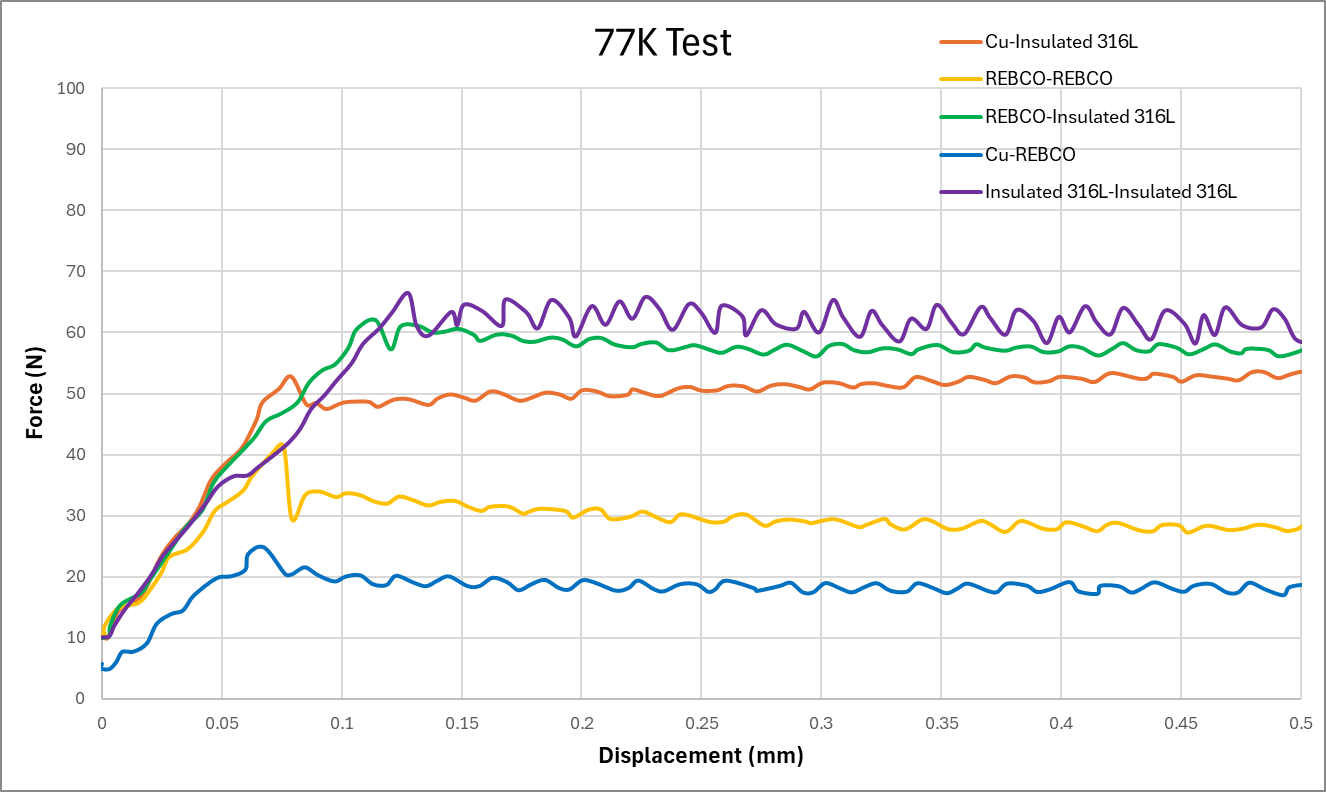 77K Test
Cu-Insulated 316L
REBCO-REBCO
REBCO-Insulated 316L
Cu-REBCO
Insulated 316L-Insulated 316L
100
90
80
70
60
50
40
30
20
10
0
Force (N)
0 0.05 0.1 0.15 0.2 0.25 0.3 0.35 0.4 0.45 0.5
Displacement (mm)